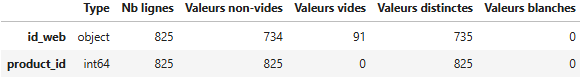 Type Nb lignes Valeurs non-vides Valeurs vides Valeurs distinctes Valeurs blanches
id_web object 825 734 91 735 0
product_id int64 825 825 0 825 0